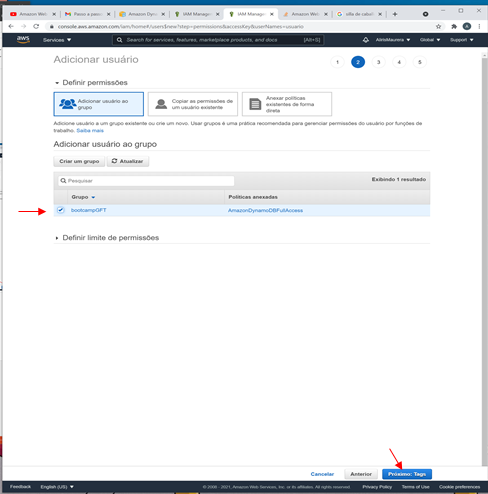 Amazon Web
Passo a passo
Amazon Dyn
IAM Manage
IAM Manage
Amazon Web
console.aws.amazon.com/iam/home#/users$new?step=permissions&accessKey&userNames=usuario
aws
Services
Search for services, features, marketplace products, and docs
[Alt+S]
Global
Support
Adicionar usuário
1 2 3 4 5
Definir permissões
Adicionar usuário ao grupo
Copiar as permissões de um usuário existente
Anexar políticas existentes de forma direta
Adicione usuário a um grupo existente ou crie um novo. Usar grupos é uma prática recomendada para gerenciar permissões do usuário por funções de
trabalho. Saiba mais
Adicionar usuário ao grupo
Criar um grupo
Atualizar
Pesquisar
Exibindo 1 resultado
Grupo
Políticas anexadas
bootcampGFT
AmazonDynamoDBFullAccess
Definir limite de permissões
Cancelar
Anterior
Próximo: Tags
Feedback
English (US)
© 2008 - 2021, Amazon Web Services, Inc. or its affiliates. All rights reserved.
Privacy Policy
Terms of Use
Cookie preferences